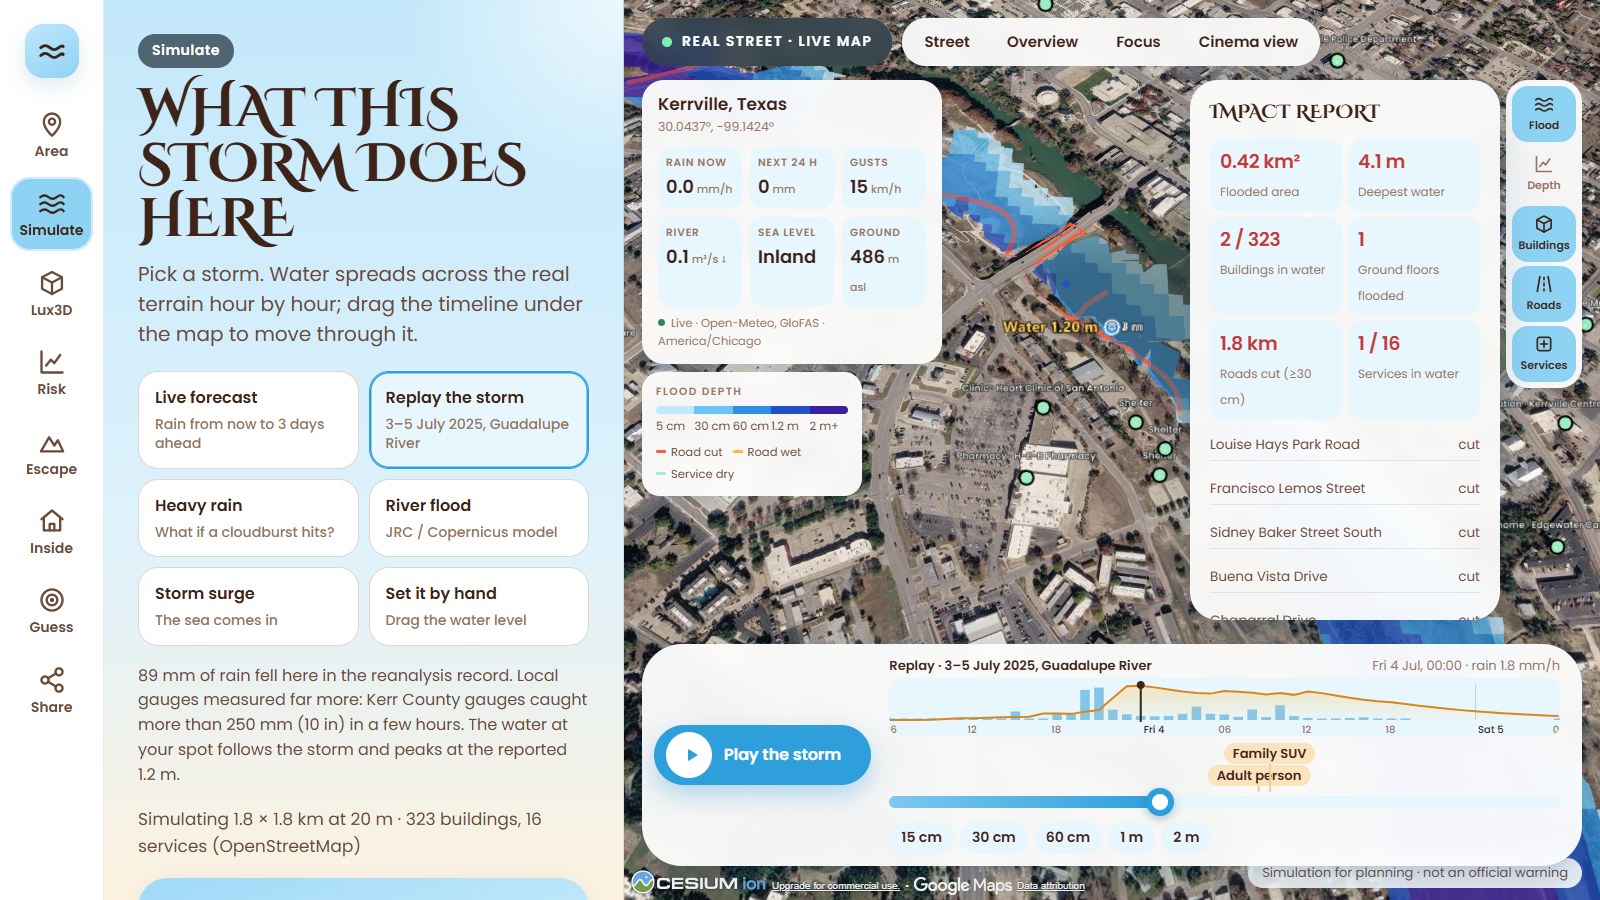 Area
Simulate
Lux3D
Risk
Escape
Inside
Guess
Share
Simulate
WHAT THIS
STORM DOES
HERE
Pick a storm. Water spreads across the real
terrain hour by hour; drag the timeline under
the map to move through it.
Live forecast
Rain from now to 3 days
ahead
Replay the storm
3–5 July 2025, Guadalupe
River
Heavy rain
What if a cloudburst hits?
River flood
JRC / Copernicus model
Storm surge
The sea comes in
Set it by hand
Drag the water level
89 mm of rain fell here in the reanalysis record. Local
gauges measured far more: Kerr County gauges caught
more than 250 mm (10 in) in a few hours. The water at
your spot follows the storm and peaks at the reported
1.2 m.
Simulating 1.8 × 1.8 km at 20 m · 323 buildings, 16
services (OpenStreetMap)
REAL STREET · LIVE MAP
Street
Overview
Focus
Cinema view
Kerrville, Texas
30.0437°, −99.1424°
RAIN NOW
0.0 mm/h
NEXT 24 H
0 mm
GUSTS
15 km/h
RIVER
0.1 m³/s ↓
SEA LEVEL
Inland
GROUND
486 m
asl
Live · Open-Meteo, GloFAS ·
America/Chicago
FLOOD DEPTH
5 cm 30 cm 60 cm 1.2 m 2 m+
Road cut
Road wet
Service dry
Police Department
Water 1.20 m
Clinic: Heart Clinic of San Antonio
Shelter
Shelter
Pharmacy: H-E-B Pharmacy
IMPACT REPORT
0.42 km²
Flooded area
4.1 m
Deepest water
2 / 323
Buildings in water
1
Ground floors
flooded
1.8 km
Roads cut (≥30
cm)
1 / 16
Services in water
Louise Hays Park Road cut
Francisco Lemos Street cut
Sidney Baker Street South cut
Buena Vista Drive cut
Chaparral Drive cut
Flood
Depth
Buildings
Roads
Services
Play the storm
Replay · 3–5 July 2025, Guadalupe River
Fri 4 Jul, 00:00 · rain 1.8 mm/h
6 12 18 Fri 4 06 12 18 Sat 5
Family SUV
Adult person
15 cm
30 cm
60 cm
1 m
2 m
CESIUM ion Upgrade for commercial use. · Google Maps Data attribution
Simulation for planning · not an official warning